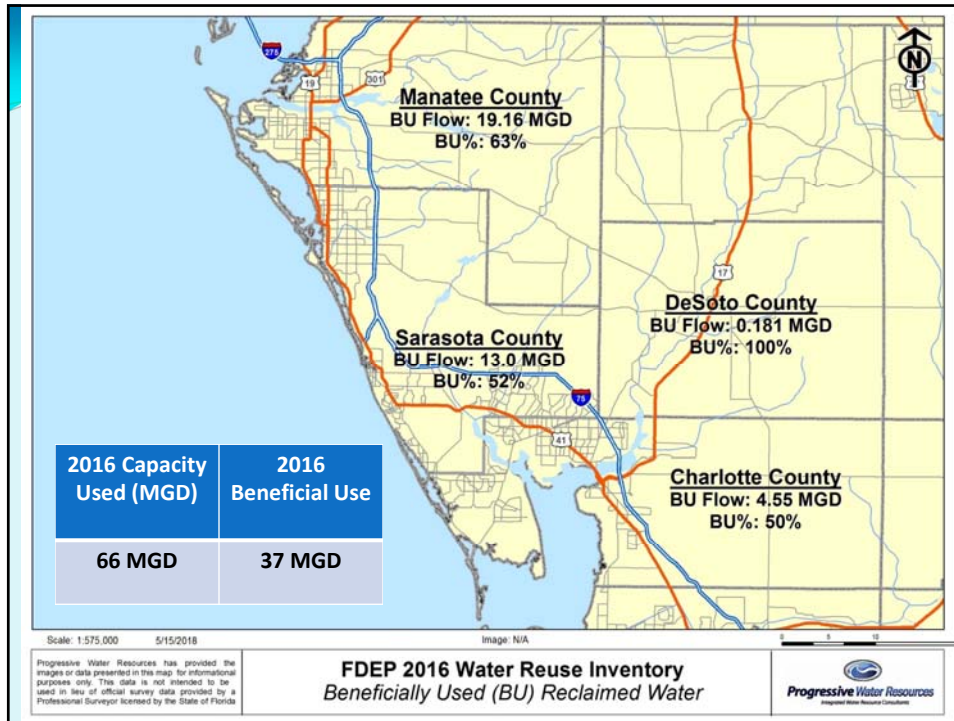 275
19
301
N
Manatee County
BU Flow: 19.16 MGD
BU%: 63%
17
DeSoto County
BU Flow: 0.181 MGD
BU%: 100%
Sarasota County
BU Flow: 13.0 MGD
BU%: 52%
75
41
Charlotte County
BU Flow: 4.55 MGD
BU%: 50%
2016 Capacity
Used (MGD)
2016
Beneficial Use
66 MGD
37 MGD
Scale: 1:575,000 5/15/2018 Image: N/A
0 5 10
Progressive Water Resources has provided the
images or data presented in this map for informational
purposes only. This data is not intended to be
used in lieu of official survey data provided by a
Professional Surveyor licensed by the State of Florida
FDEP 2016 Water Reuse Inventory
Beneficially Used (BU) Reclaimed Water
Progressive Water Resources
Integrated Water Resource Consultants